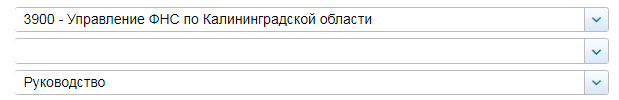 3900 - Управление ФНС по Калининградской области
Руководство